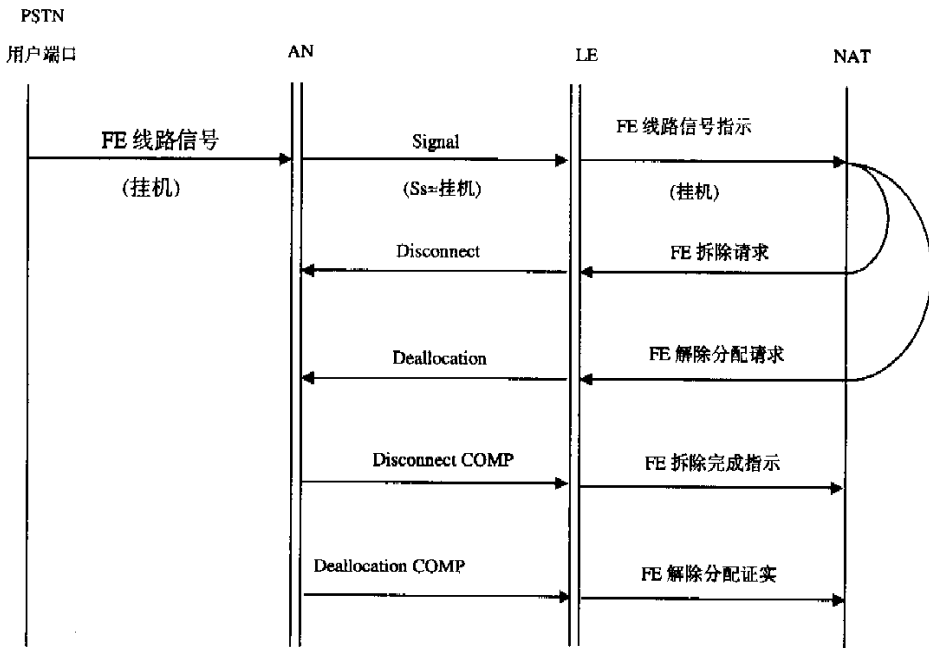 PSTN
用户端口
AN
LE
NAT
FE 线路信号
Signal
FE 线路信号指示
(挂机)
(Ss=挂机)
(挂机)
Disconnect
FE 拆除请求
Deallocation
FE 解除分配请求
Disconnect COMP
FE 拆除完成指示
Deallocation COMP
FE 解除分配证实